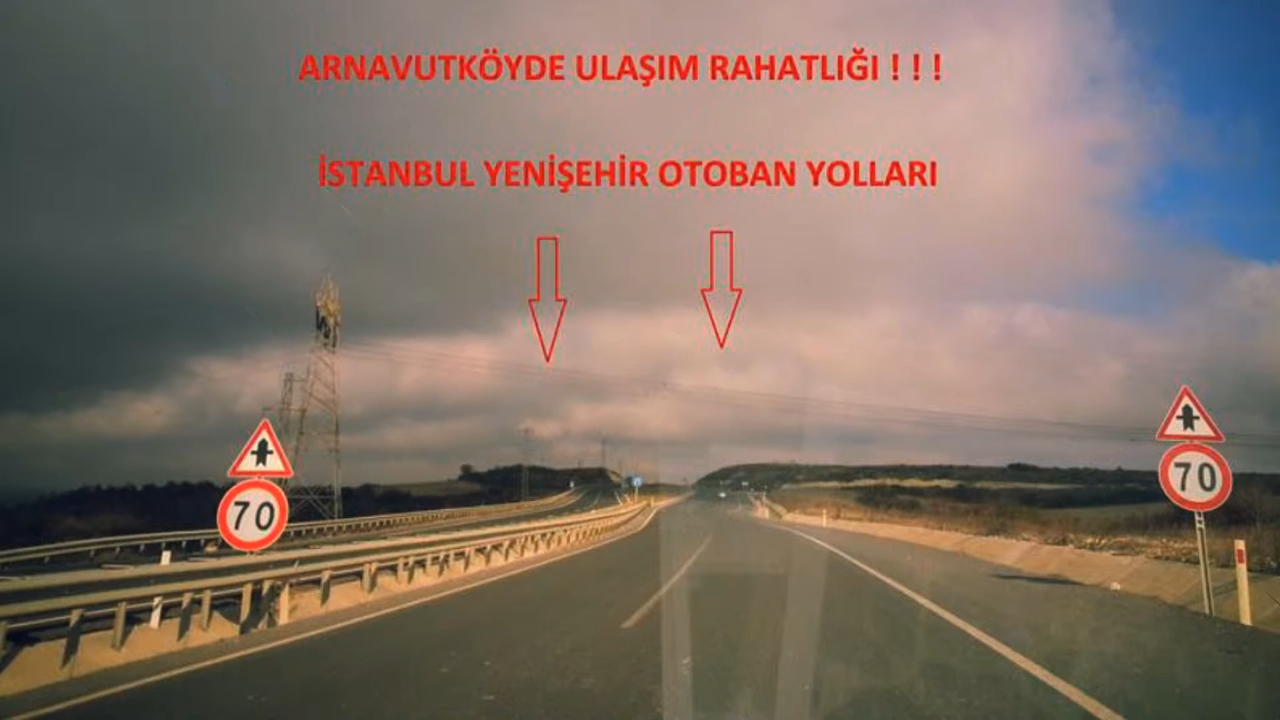 ARNAVUTKÖYDE ULAŞIM RAHATLIĞI ! ! !
İSTANBUL YENİŞEHİR OTOBAN YOLLARI
70
70